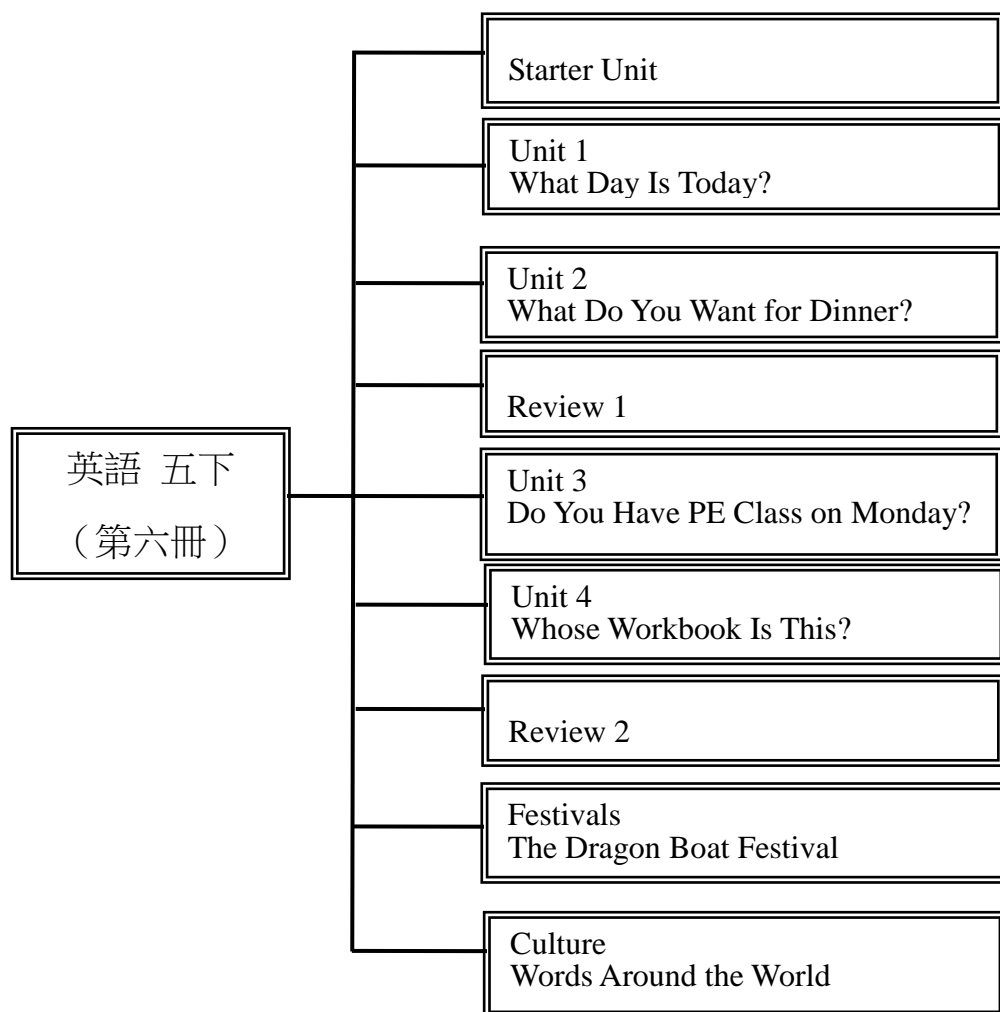 英語 五下
（第六冊）
Starter Unit
Unit 1
What Day Is Today?
Unit 2
What Do You Want for Dinner?
Review 1
Unit 3
Do You Have PE Class on Monday?
Unit 4
Whose Workbook Is This?
Review 2
Festivals
The Dragon Boat Festival
Culture
Words Around the World